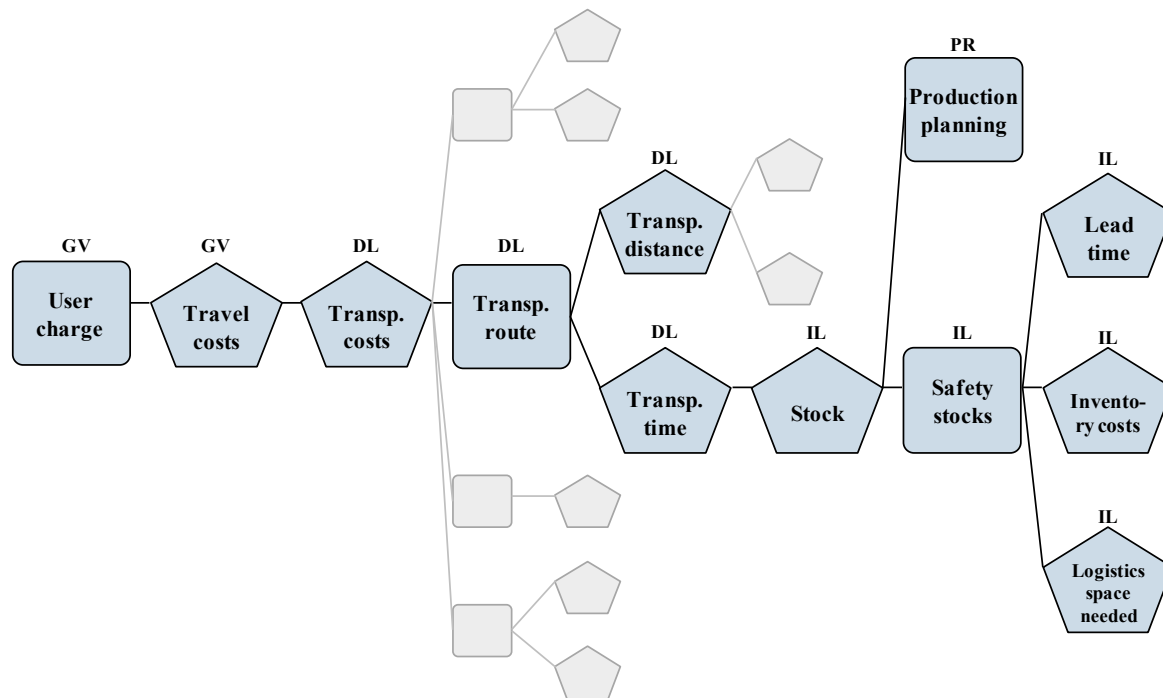 PR
Production
planning
DL
IL
Transp.
distance
Lead
time
GV
GV
DL
DL
User
charge
Travel
costs
Transp.
costs
Transp.
route
DL
IL
IL
IL
Transp.
time
Stock
Safety
stocks
Invento-
ry costs
IL
Logistics
space
needed